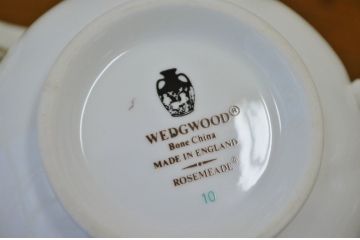 WEDGWOOD®
Bone China
MADE IN ENGLAND
ROSEMEADE®
10